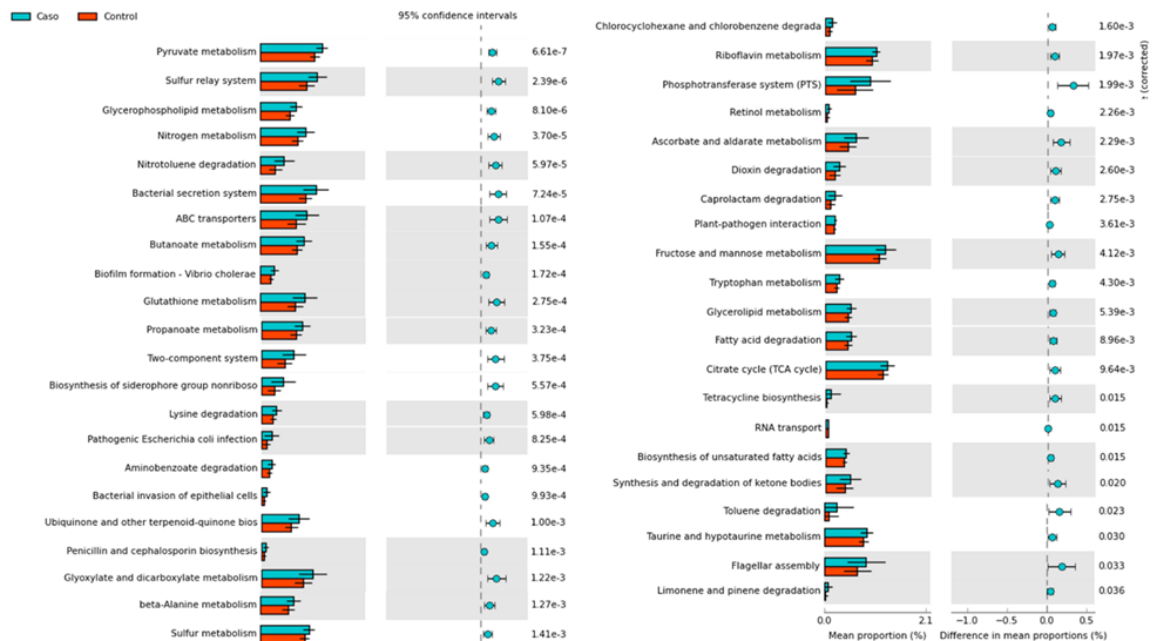 Caso Control
95% confidence intervals
Pyruvate metabolism 6.61e-7
Sulfur relay system 2.39e-6
Glycerophospholipid metabolism 8.10e-6
Nitrogen metabolism 3.70e-5
Nitrotoluene degradation 5.97e-5
Bacterial secretion system 7.24e-5
ABC transporters 1.07e-4
Butanoate metabolism 1.55e-4
Biofilm formation - Vibrio cholerae 1.72e-4
Glutathione metabolism 2.75e-4
Propanoate metabolism 3.23e-4
Two-component system 3.75e-4
Biosynthesis of siderophore group nonriboso 5.57e-4
Lysine degradation 5.98e-4
Pathogenic Escherichia coli infection 8.25e-4
Aminobenzoate degradation 9.35e-4
Bacterial invasion of epithelial cells 9.93e-4
Ubiquinone and other terpenoid-quinone bios 1.00e-3
Penicillin and cephalosporin biosynthesis 1.11e-3
Glyoxylate and dicarboxylate metabolism 1.22e-3
beta-Alanine metabolism 1.27e-3
Sulfur metabolism 1.41e-3
Chlorocyclohexane and chlorobenzene degrada 1.60e-3
Riboflavin metabolism 1.97e-3
Phosphotransferase system (PTS) 1.99e-3
Retinol metabolism 2.26e-3
Ascorbate and aldarate metabolism 2.29e-3
Dioxin degradation 2.60e-3
Caprolactam degradation 2.75e-3
Plant-pathogen interaction 3.61e-3
Fructose and mannose metabolism 4.12e-3
Tryptophan metabolism 4.30e-3
Glycerolipid metabolism 5.39e-3
Fatty acid degradation 8.96e-3
Citrate cycle (TCA cycle) 9.64e-3
Tetracycline biosynthesis 0.015
RNA transport 0.015
Biosynthesis of unsaturated fatty acids 0.015
Synthesis and degradation of ketone bodies 0.020
Toluene degradation 0.023
Taurine and hypotaurine metabolism 0.030
Flagellar assembly 0.033
Limonene and pinene degradation 0.036
0.0 2.1 −1.0 −0.5 0.0 0.5
Mean proportion (%) Difference in mean proportions (%)
(corrected)